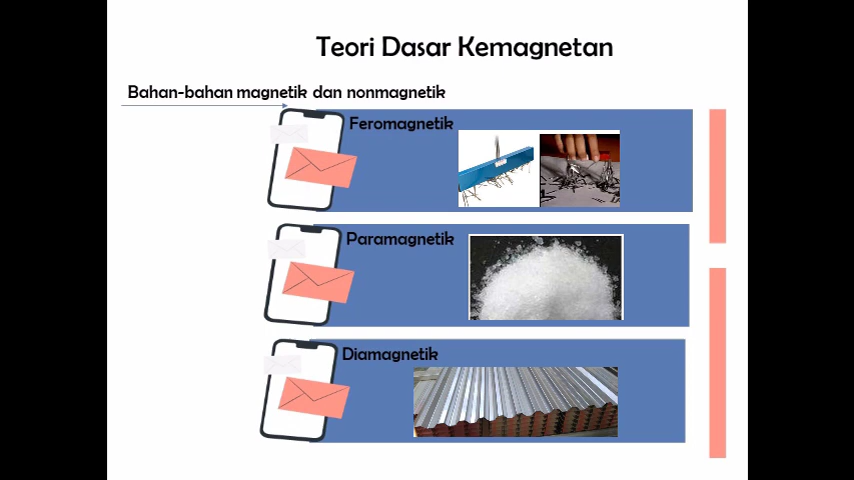 Teori Dasar Kemagnetan
Bahan-bahan magnetik dan nonmagnetik
Feromagnetik
Paramagnetik
Diamagnetik